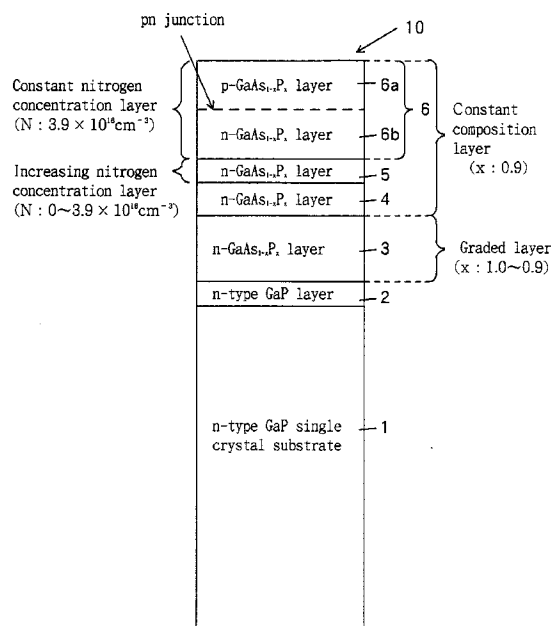 pn junction
10
Constant nitrogen
concentration layer
(N : 3.9 × 10¹⁸cm⁻³)
Increasing nitrogen
concentration layer
(N : 0～3.9 × 10¹⁸cm⁻³)
p-GaAs₁₋ₓPₓ layer
6a
n-GaAs₁₋ₓPₓ layer
6b
6
n-GaAs₁₋ₓPₓ layer
5
n-GaAs₁₋ₓPₓ layer
4
Constant
composition
layer
(x : 0.9)
n-GaAs₁₋ₓPₓ layer
3
Graded layer
(x : 1.0～0.9)
n-type GaP layer
2
n-type GaP single
crystal substrate
1